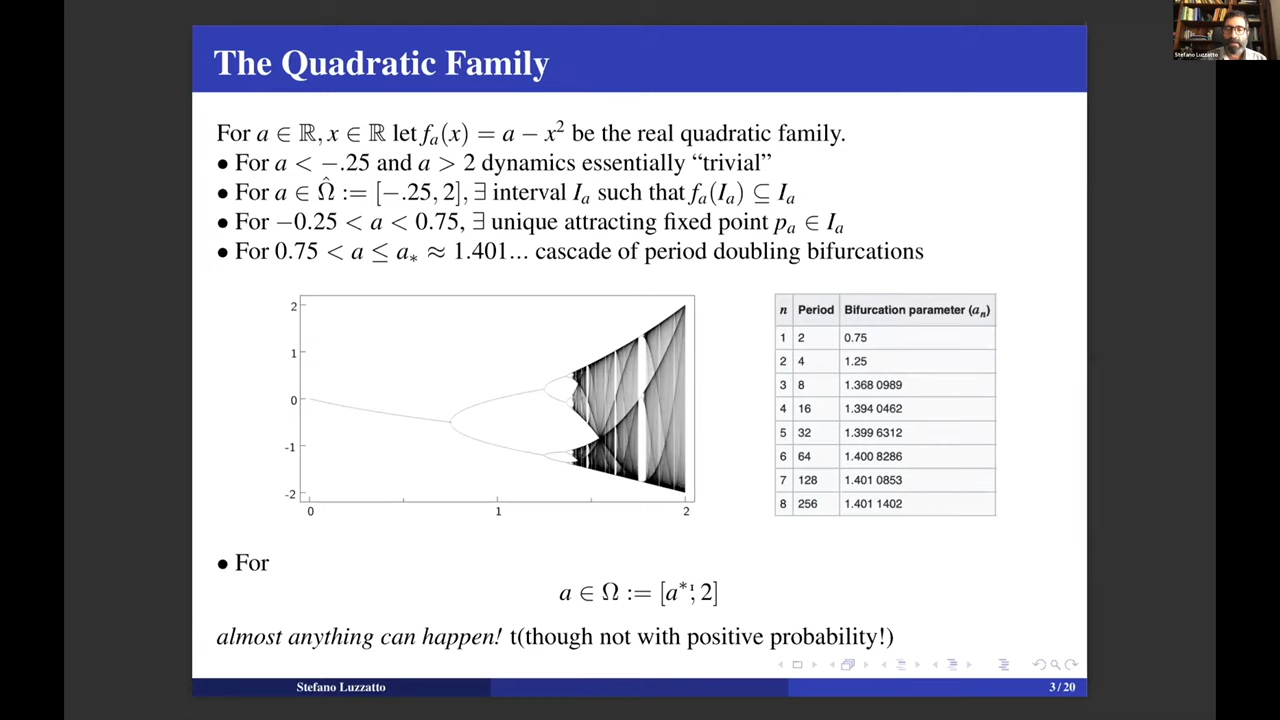 The Quadratic Family
Stefano Luzzatto
For a ∈ ℝ, x ∈ ℝ let fₐ(x) = a − x² be the real quadratic family.
• For a < −.25 and a > 2 dynamics essentially “trivial”
• For a ∈ Ω̂ := [−.25, 2], ∃ interval Iₐ such that fₐ(Iₐ) ⊆ Iₐ
• For −0.25 < a < 0.75, ∃ unique attracting fixed point pₐ ∈ Iₐ
• For 0.75 < a ≤ a∗ ≈ 1.401... cascade of period doubling bifurcations
2
1
0
-1
-2
0 1 2
n Period Bifurcation parameter (aₙ)
1 2 0.75
2 4 1.25
3 8 1.368 0989
4 16 1.394 0462
5 32 1.399 6312
6 64 1.400 8286
7 128 1.401 0853
8 256 1.401 1402
• For
a ∈ Ω := [a*, 2]
almost anything can happen! t(though not with positive probability!)
Stefano Luzzatto 3 / 20